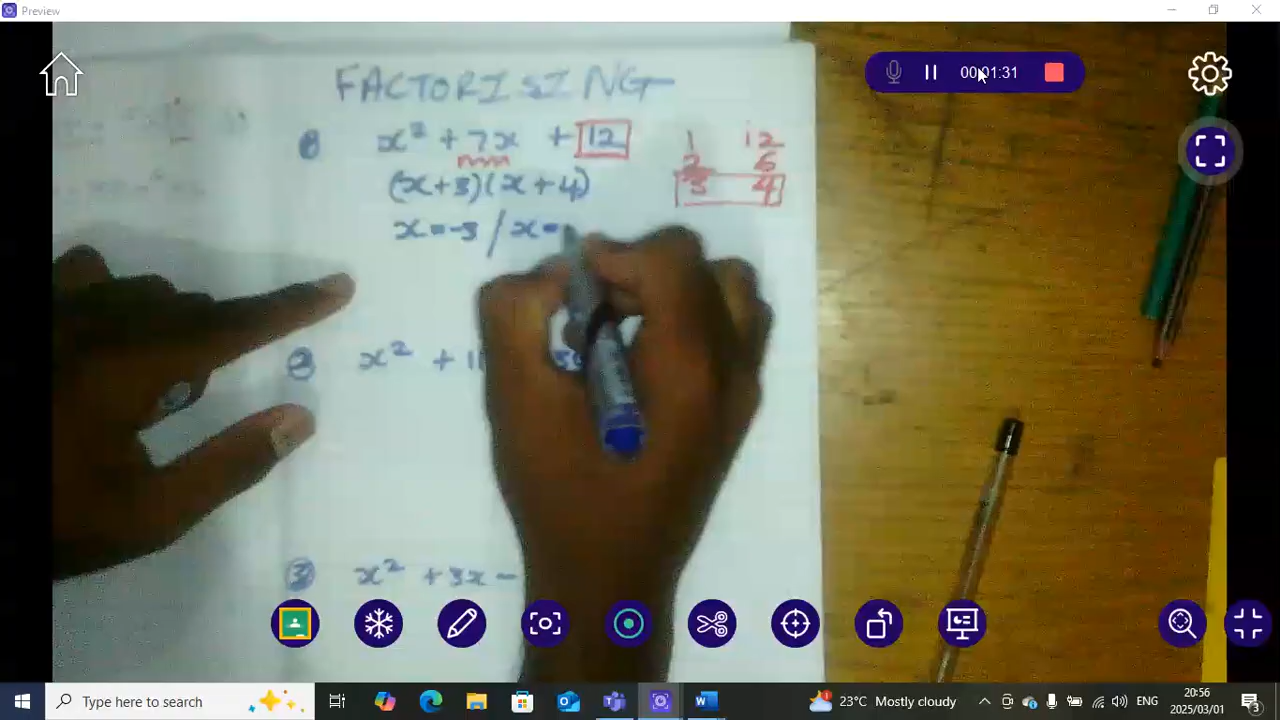 Preview
00:01:31
FACTORISING
① x² + 7x + 12
1 12
2 6
3 4
(x+3)(x+4)
x=-3 / x=
② x² + 1
③ x² + 3x -
Type here to search
23°C Mostly cloudy
ENG
20:56
2025/03/01
3